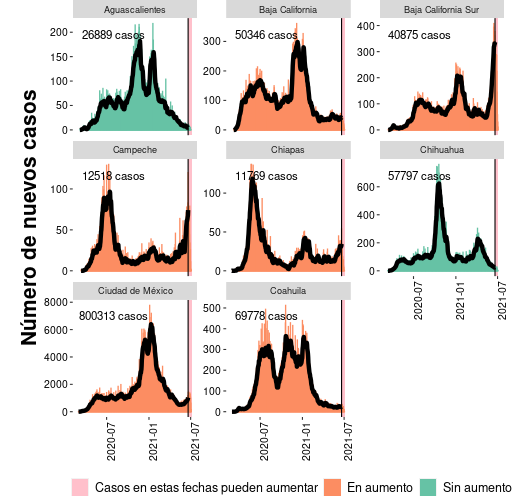 Número de nuevos casos
Aguascalientes
26889 casos
200
150
100
50
0
Baja California
50346 casos
300
200
100
0
Baja California Sur
40875 casos
400
300
200
100
0
Campeche
12518 casos
100
50
0
Chiapas
11769 casos
100
50
0
Chihuahua
57797 casos
600
400
200
0
2020-07
2021-01
2021-07
Ciudad de México
800313 casos
8000
6000
4000
2000
0
2020-07
2021-01
2021-07
Coahuila
69778 casos
500
400
300
200
100
0
2020-07
2021-01
2021-07
Casos en estas fechas pueden aumentar
En aumento
Sin aumento